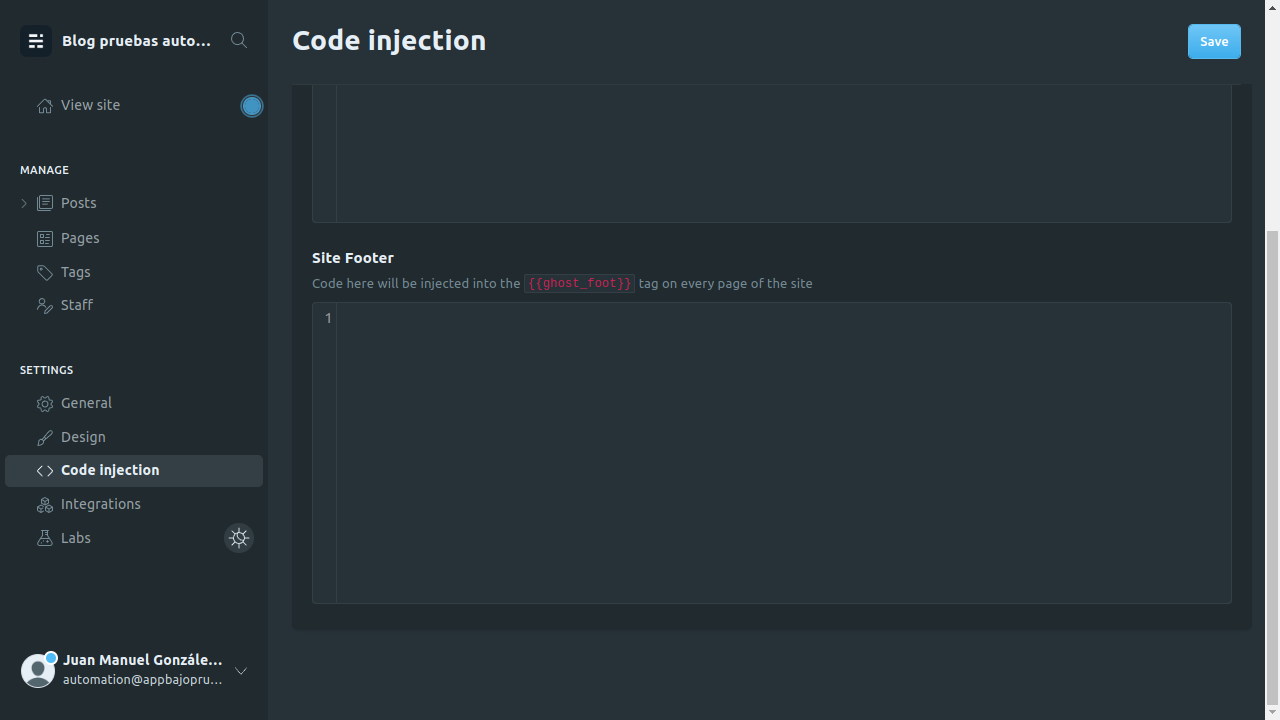 Blog pruebas auto...
Code injection
Save
View site
MANAGE
Posts
Pages
Tags
Staff
Site Footer
Code here will be injected into the {{ghost_foot}} tag on every page of the site
1
SETTINGS
General
Design
Code injection
Integrations
Labs
Juan Manuel Gonzále...
automation@appbajopru...